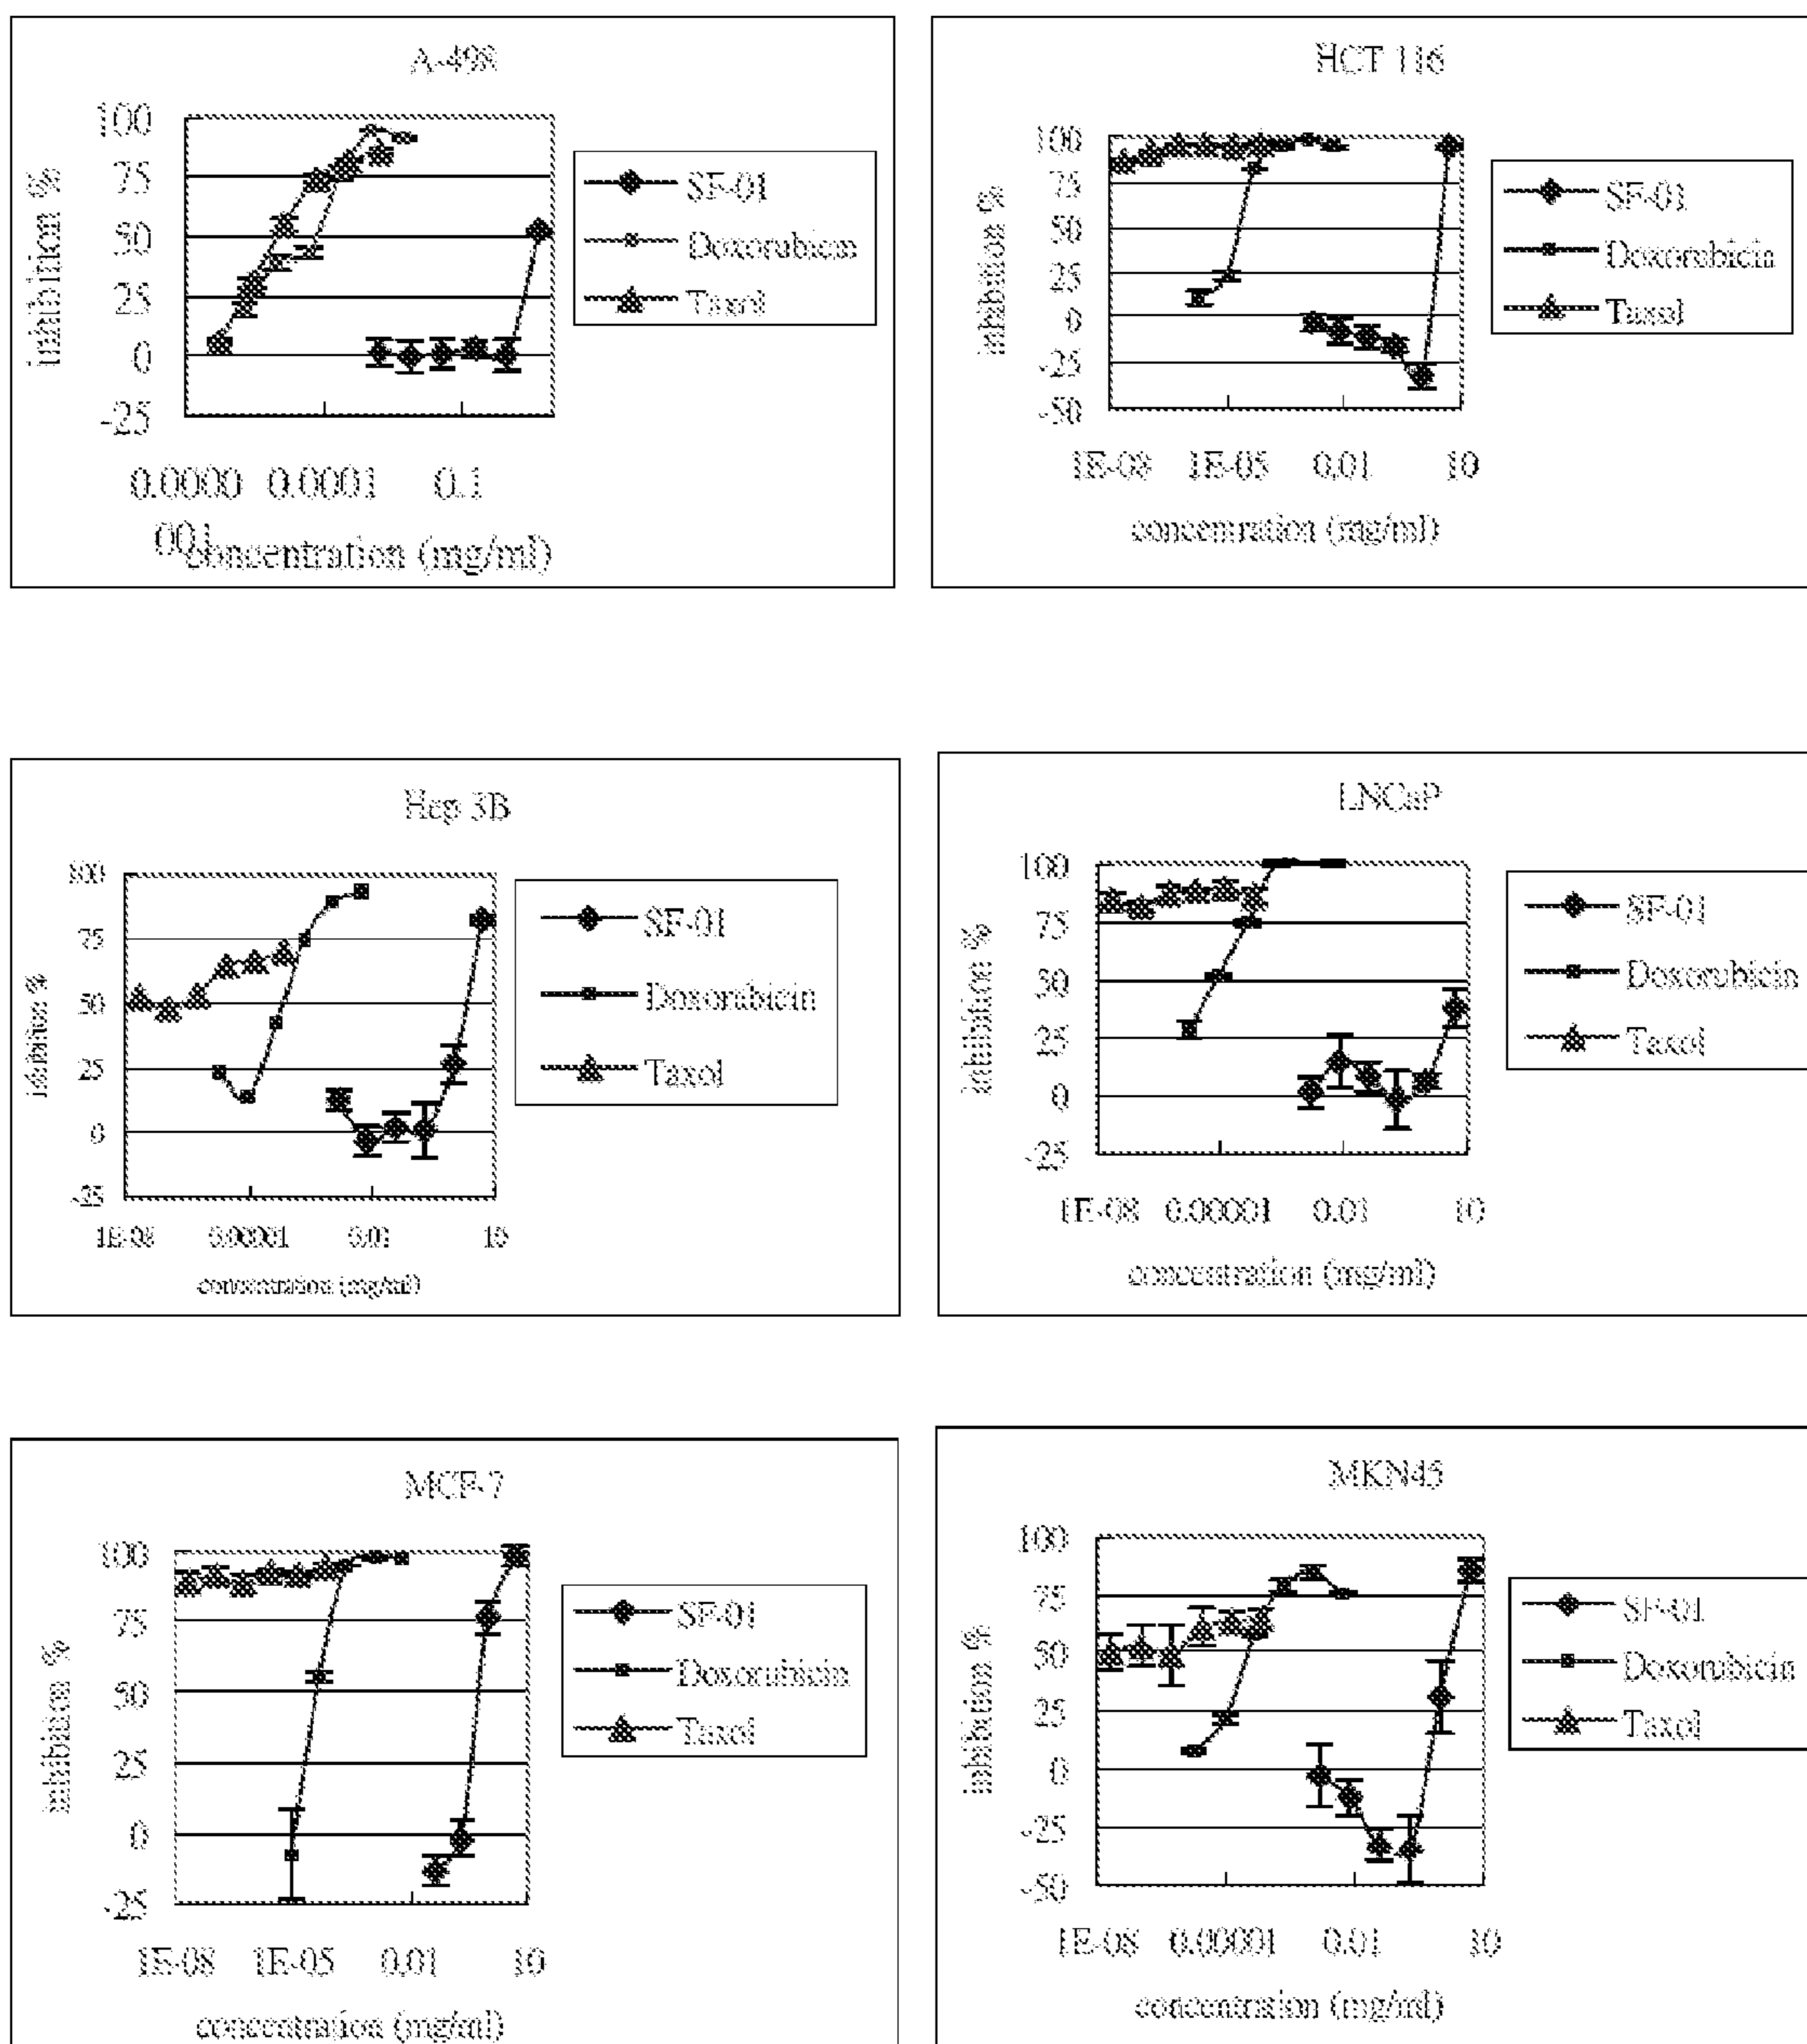 A-498
100
75
50
25
0
-25
inhibition %
0.0000 0.0001 0.1
001
concentration (mg/ml)
SF-01
Doxorubicin
Taxol
HCT 116
100
75
50
25
0
-25
-50
inhibition %
1E-08 1E-05 0.01 10
concentration (mg/ml)
SF-01
Doxorubicin
Taxol
Hep 3B
100
75
50
25
0
-25
inhibition %
1E-08 0.00001 0.01 10
concentration (mg/ml)
SF-01
Doxorubicin
Taxol
LNCaP
100
75
50
25
0
-25
inhibition %
1E-08 0.00001 0.01 10
concentration (mg/ml)
SF-01
Doxorubicin
Taxol
MCF-7
100
75
50
25
0
-25
inhibition %
1E-08 1E-05 0.01 10
concentration (mg/ml)
SF-01
Doxorubicin
Taxol
MKN45
100
75
50
25
0
-25
-50
inhibition %
1E-08 0.00001 0.01 10
concentration (mg/ml)
SF-01
Doxorubicin
Taxol